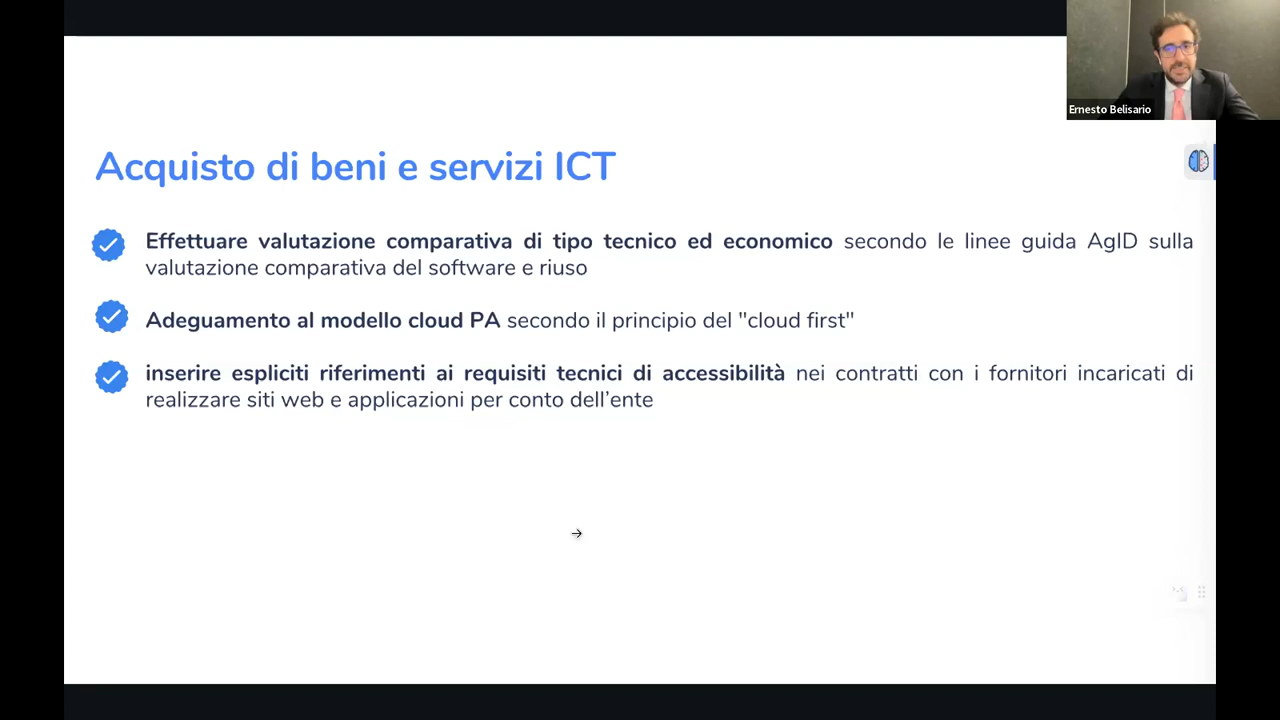 Ernesto Belisario
Acquisto di beni e servizi ICT
Effettuare valutazione comparativa di tipo tecnico ed economico secondo le linee guida AgID sulla
valutazione comparativa del software e riuso
Adeguamento al modello cloud PA secondo il principio del "cloud first"
inserire espliciti riferimenti ai requisiti tecnici di accessibilità nei contratti con i fornitori incaricati di
realizzare siti web e applicazioni per conto dell’ente